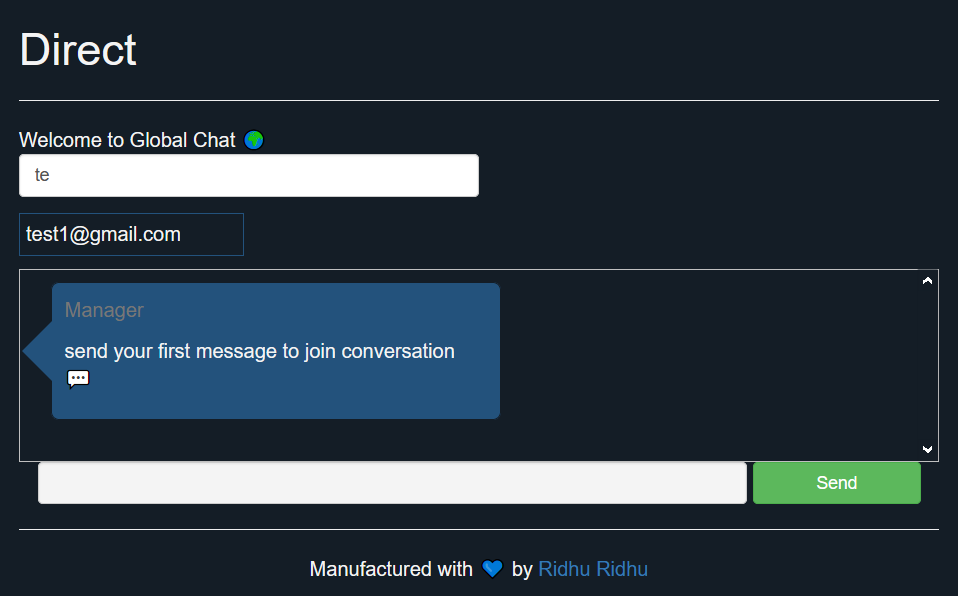 Direct
Welcome to Global Chat 🌍
te
test1@gmail.com
Manager
send your first message to join conversation
💬
Send
Manufactured with 💙 by Ridhu Ridhu